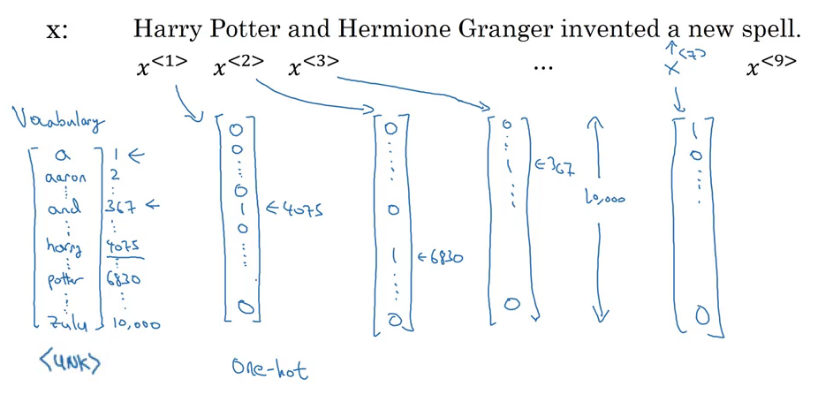 x: Harry Potter and Hermione Granger invented a new spell.
x<1> x<2> x<3> ... x<7> x<9>
Vocabulary
a 1 ←
aaron 2
⋮ ⋮
and 367 ←
⋮ ⋮
harry 4075
⋮ ⋮
potter 6830
⋮ ⋮
zulu 10,000
<UNK>
0
0
⋮
0
1 ← 4075
0
⋮
0
0
⋮
0
1 ← 6830
⋮
0
0
⋮
1 ← 367
⋮
0
10,000
1
0
⋮
0
One-hot